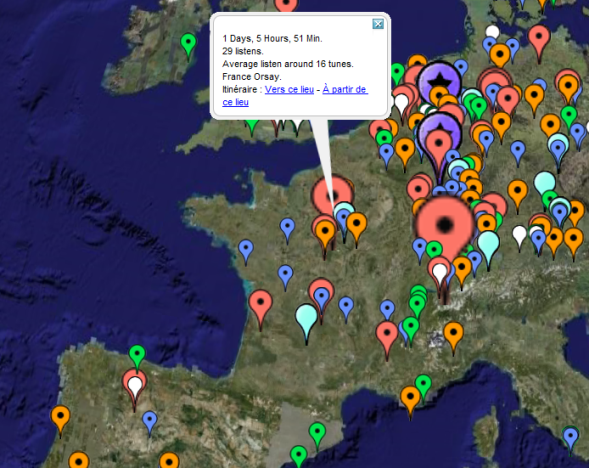 1 Days, 5 Hours, 51 Min.
29 listens.
Average listen around 16 tunes.
France Orsay.
Itinéraire : Vers ce lieu - À partir de
ce lieu